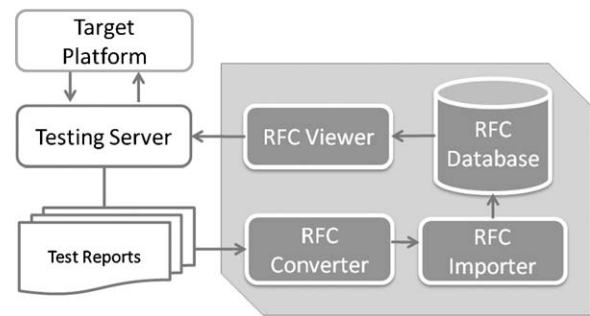 Target
Platform
Testing Server
RFC Viewer
RFC
Database
Test Reports
RFC
Converter
RFC
Importer